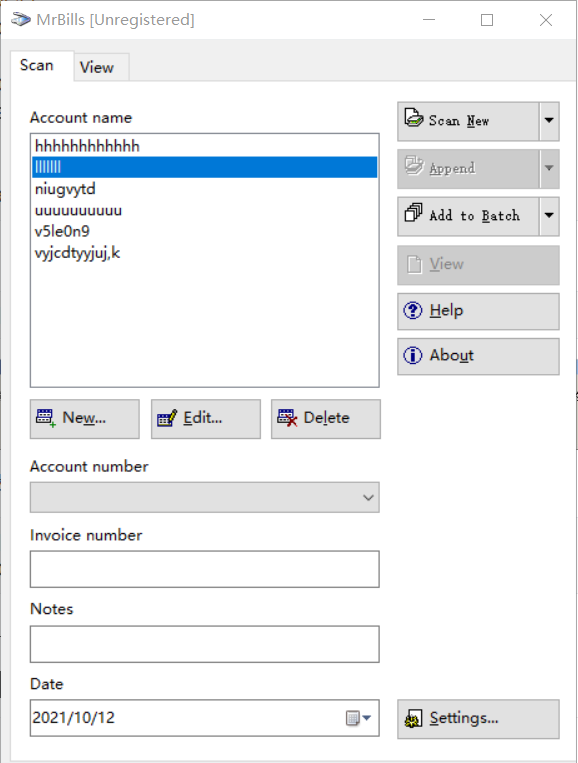 MrBills [Unregistered]
Scan
View
Account name
hhhhhhhhhhhh
lllllll
niugvytd
uuuuuuuuuu
v5le0n9
vyjcdtyyjuj,k
Scan New
Append
Add to Batch
View
Help
About
New...
Edit...
Delete
Account number
Invoice number
Notes
Date
2021/10/12
Settings...